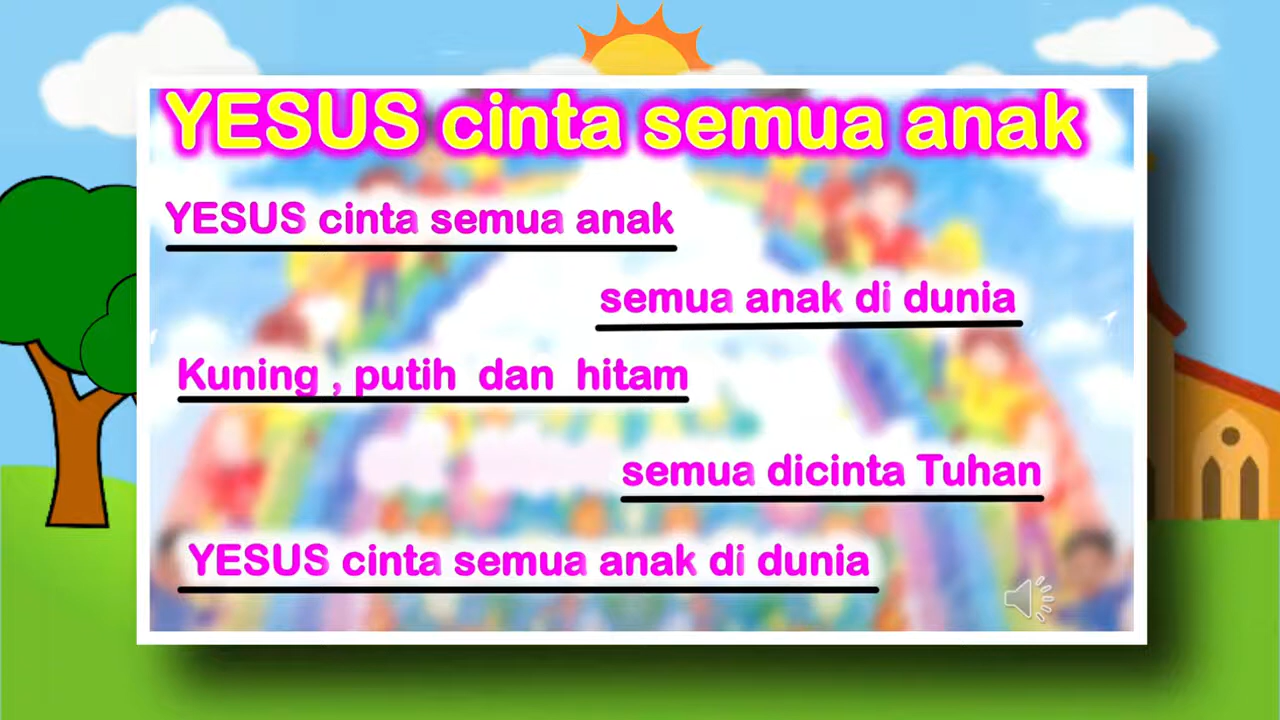 YESUS cinta semua anak
YESUS cinta semua anak
semua anak di dunia
Kuning , putih dan hitam
semua dicinta Tuhan
YESUS cinta semua anak di dunia